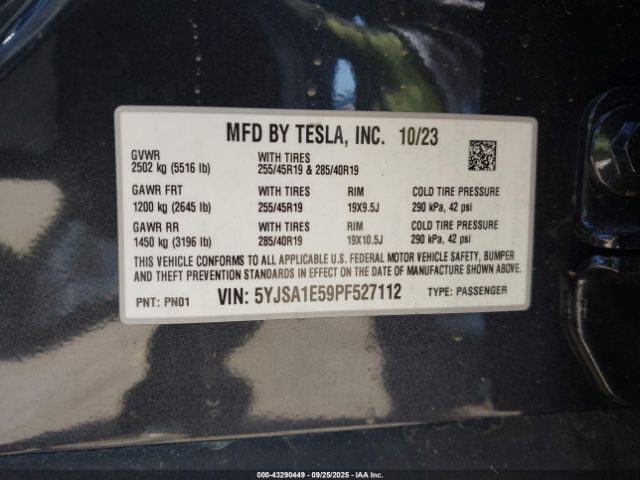 MFD BY TESLA, INC. 10/23
GVWR WITH TIRES
2502 kg (5516 lb) 255/45R19 & 285/40R19
GAWR FRT WITH TIRES RIM COLD TIRE PRESSURE
1200 kg (2645 lb) 255/45R19 19X9.5J 290 kPa, 42 psi
GAWR RR WITH TIRES RIM COLD TIRE PRESSURE
1450 kg (3196 lb) 285/40R19 19X10.5J 290 kPa, 42 psi
THIS VEHICLE CONFORMS TO ALL APPLICABLE U.S. FEDERAL MOTOR VEHICLE SAFETY, BUMPER
AND THEFT PREVENTION STANDARDS IN EFFECT ON THE DATE OF MANUFACTURE SHOWN ABOVE.
PNT: PN01 VIN: 5YJSA1E59PF527112 TYPE: PASSENGER
000-43290449 - 09/25/2025 - IAA Inc.